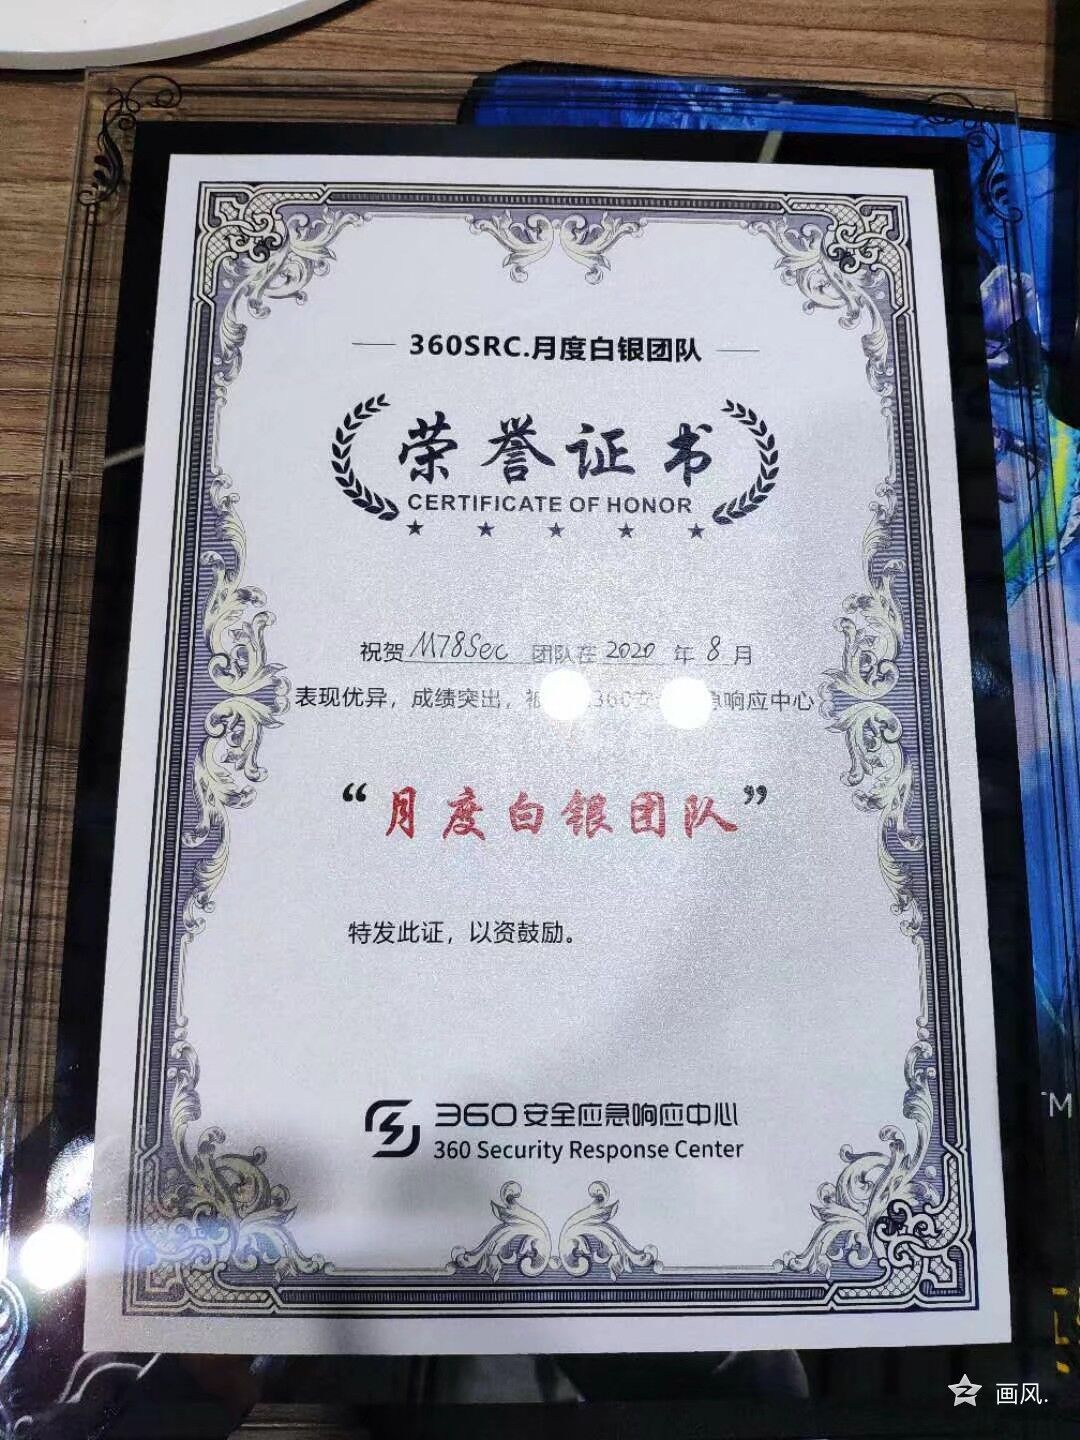 360SRC.月度白银团队
荣誉证书
CERTIFICATE OF HONOR
祝贺 M78Sec 团队在 2020 年 8 月
表现优异，成绩突出， 360安 急响应中心
“月度白银团队”
特发此证，以资鼓励。
360安全应急响应中心
360 Security Response Center
TM
画风.